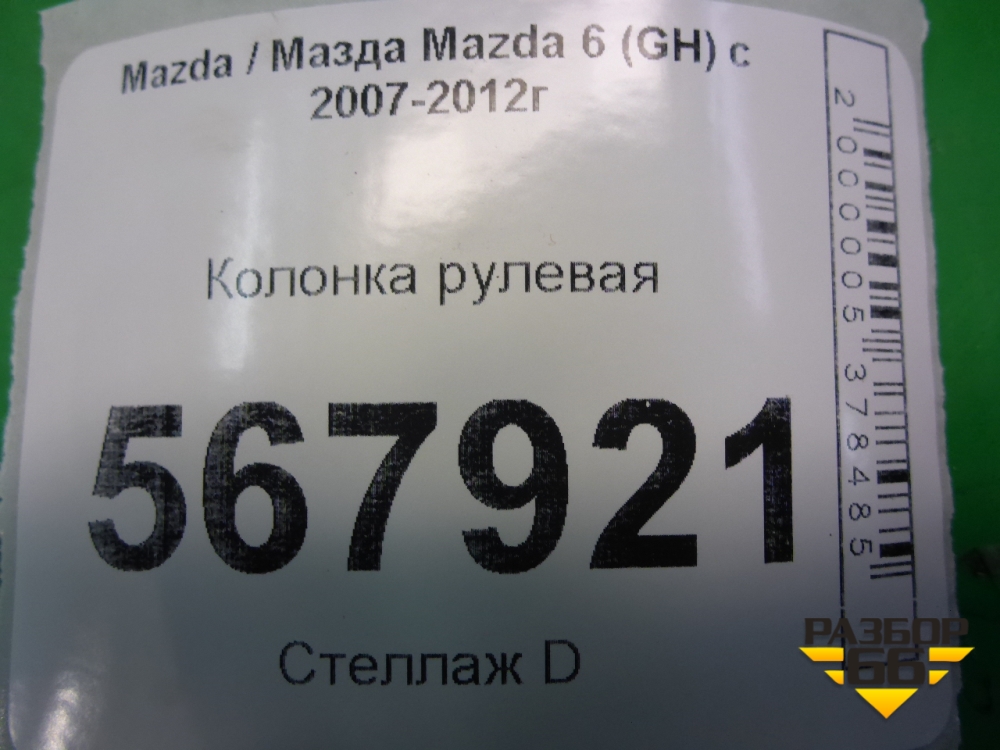 Mazda / Мазда Mazda 6 (GH) с
2007-2012г
Колонка рулевая
567921
Стеллаж D
2000005378485
РАЗБОР
66